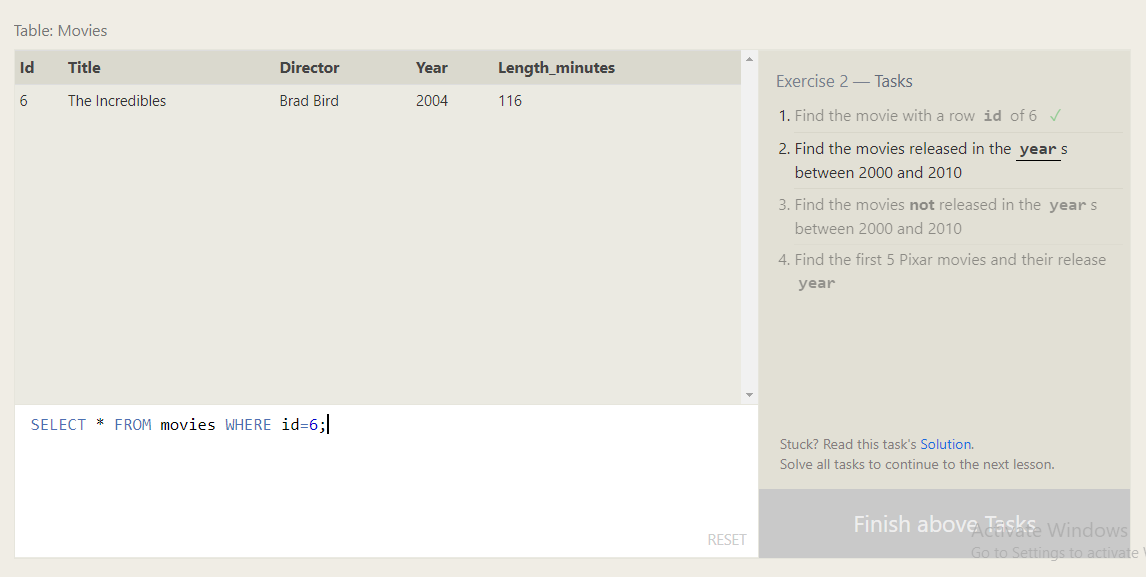 Table: Movies
Id Title Director Year Length_minutes
6 The Incredibles Brad Bird 2004 116
SELECT * FROM movies WHERE id=6;
RESET
Exercise 2 — Tasks
1. Find the movie with a row id of 6 ✓
2. Find the movies released in the year s
between 2000 and 2010
3. Find the movies not released in the year s
between 2000 and 2010
4. Find the first 5 Pixar movies and their release
year
Stuck? Read this task's Solution.
Solve all tasks to continue to the next lesson.
Finish above Tasks
Activate Windows
Go to Settings to activate W